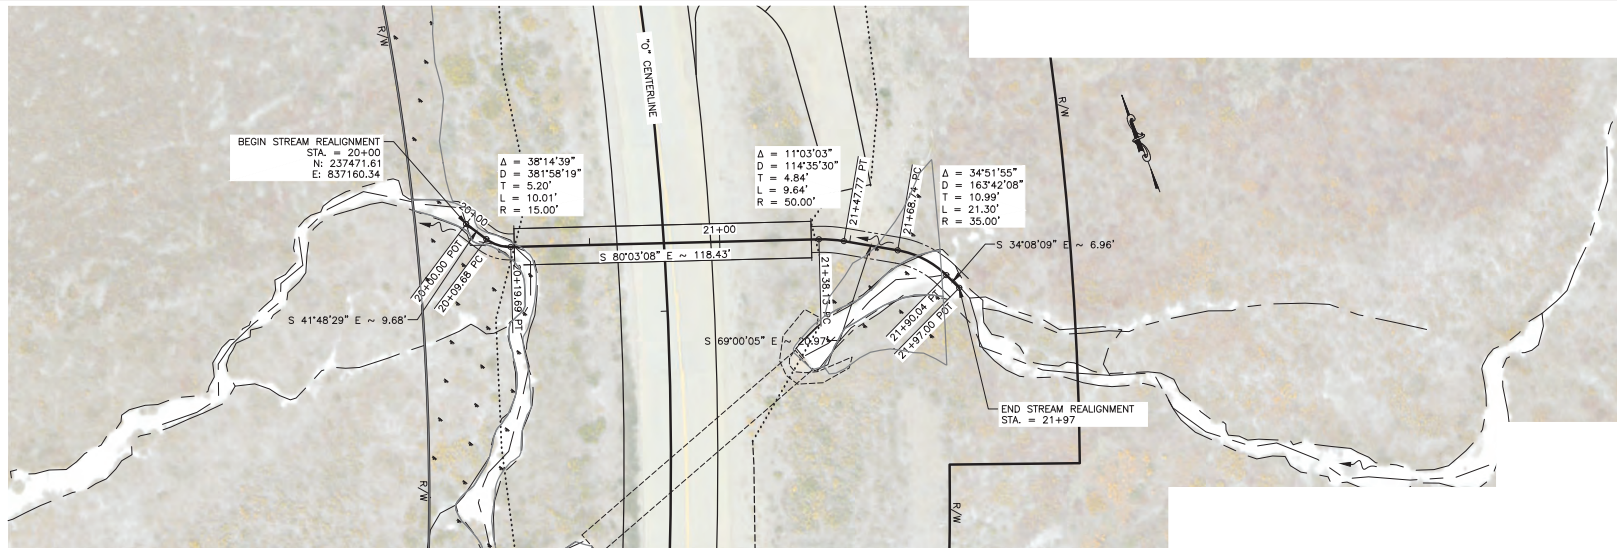 R/W
"O" CENTERLINE
R/W
BEGIN STREAM REALIGNMENT
STA. = 20+00
N: 237471.61
E: 837160.34
Δ = 38°14'39"
D = 381°58'19"
T = 5.20'
L = 10.01'
R = 15.00'
Δ = 11°03'03"
D = 114°35'30"
T = 4.84'
L = 9.64'
R = 50.00'
21+47.77 PT
21+68.74 PC
Δ = 34°51'55"
D = 163°42'08"
T = 10.99'
L = 21.30'
R = 35.00'
20+00
21+00
S 80°03'08" E ~ 118.43'
S 34°08'09" E ~ 6.96'
20+00.00 POT
20+09.68 PC
20+19.69 PT
21+38.13 PC
S 41°48'29" E ~ 9.68'
S 69°00'05" E ~ 20.97'
21+90.04 PT
21+97.00 POT
END STREAM REALIGNMENT
STA. = 21+97
R/W
R/W